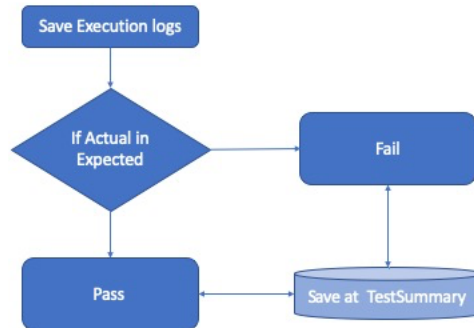 Save Execution logs
If Actual in
Expected
Fail
Pass
Save at TestSummary